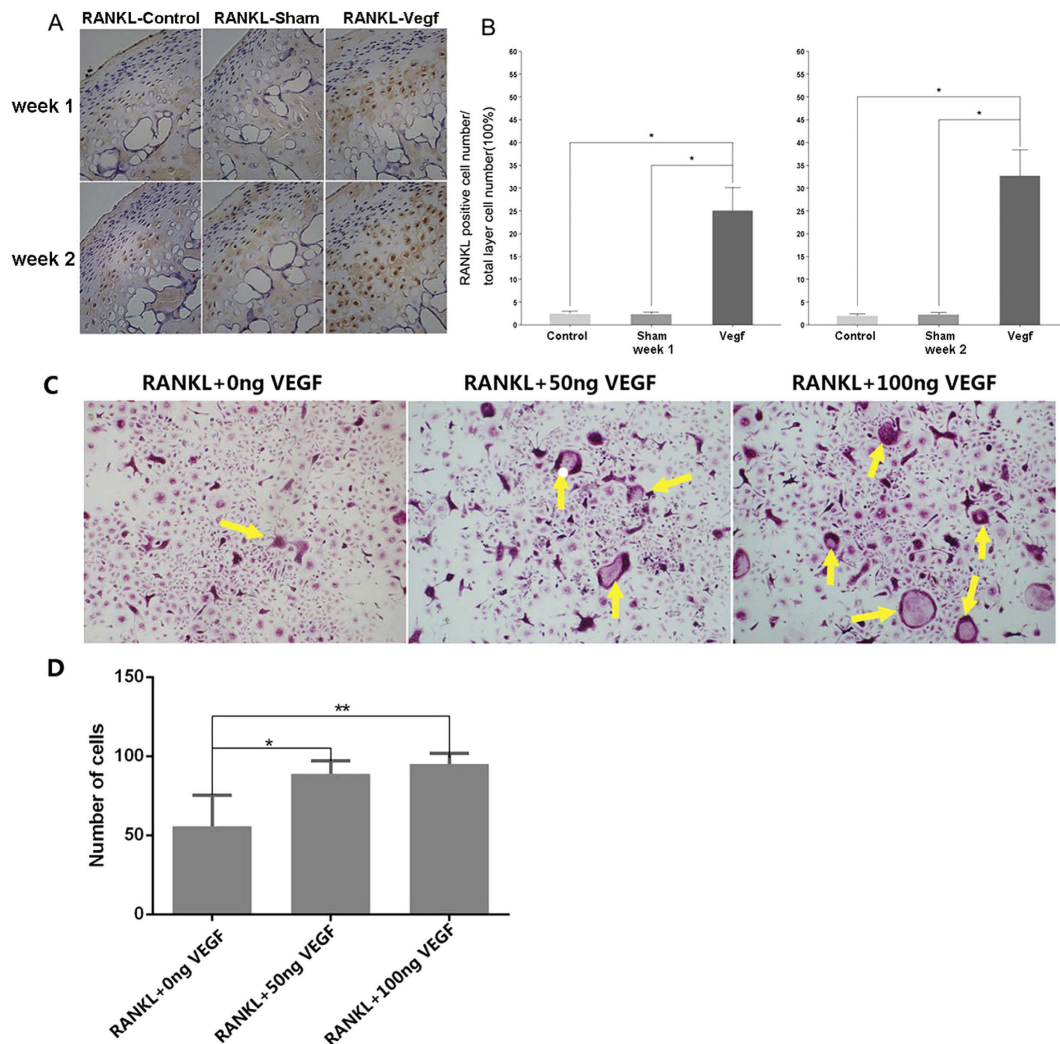 A
RANKL-Control RANKL-Sham RANKL-Vegf
week 1
week 2
B
RANKL positive cell number/
total layer cell number(100%)
60
55
50
45
40
35
30
25
20
15
10
5
0
*
*
Control Sham Vegf
week 1
60
55
50
45
40
35
30
25
20
15
10
5
0
*
*
Control Sham Vegf
week 2
C
RANKL+0ng VEGF RANKL+50ng VEGF RANKL+100ng VEGF
D
Number of cells
150
100
50
0
**
*
RANKL+0ng VEGF
RANKL+50ng VEGF
RANKL+100ng VEGF